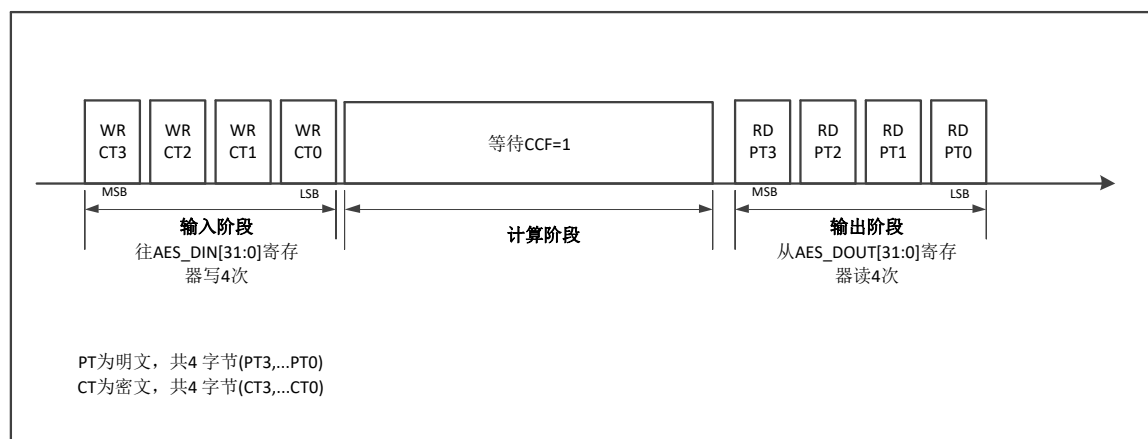 WR CT3
WR CT2
WR CT1
WR CT0
等待CCF=1
RD PT3
RD PT2
RD PT1
RD PT0
MSB
LSB
MSB
LSB
输入阶段
往AES_DIN[31:0]寄存
器写4次
计算阶段
输出阶段
从AES_DOUT[31:0]寄存
器读4次
PT为明文，共4 字节(PT3,...PT0)
CT为密文，共4 字节(CT3,...CT0)